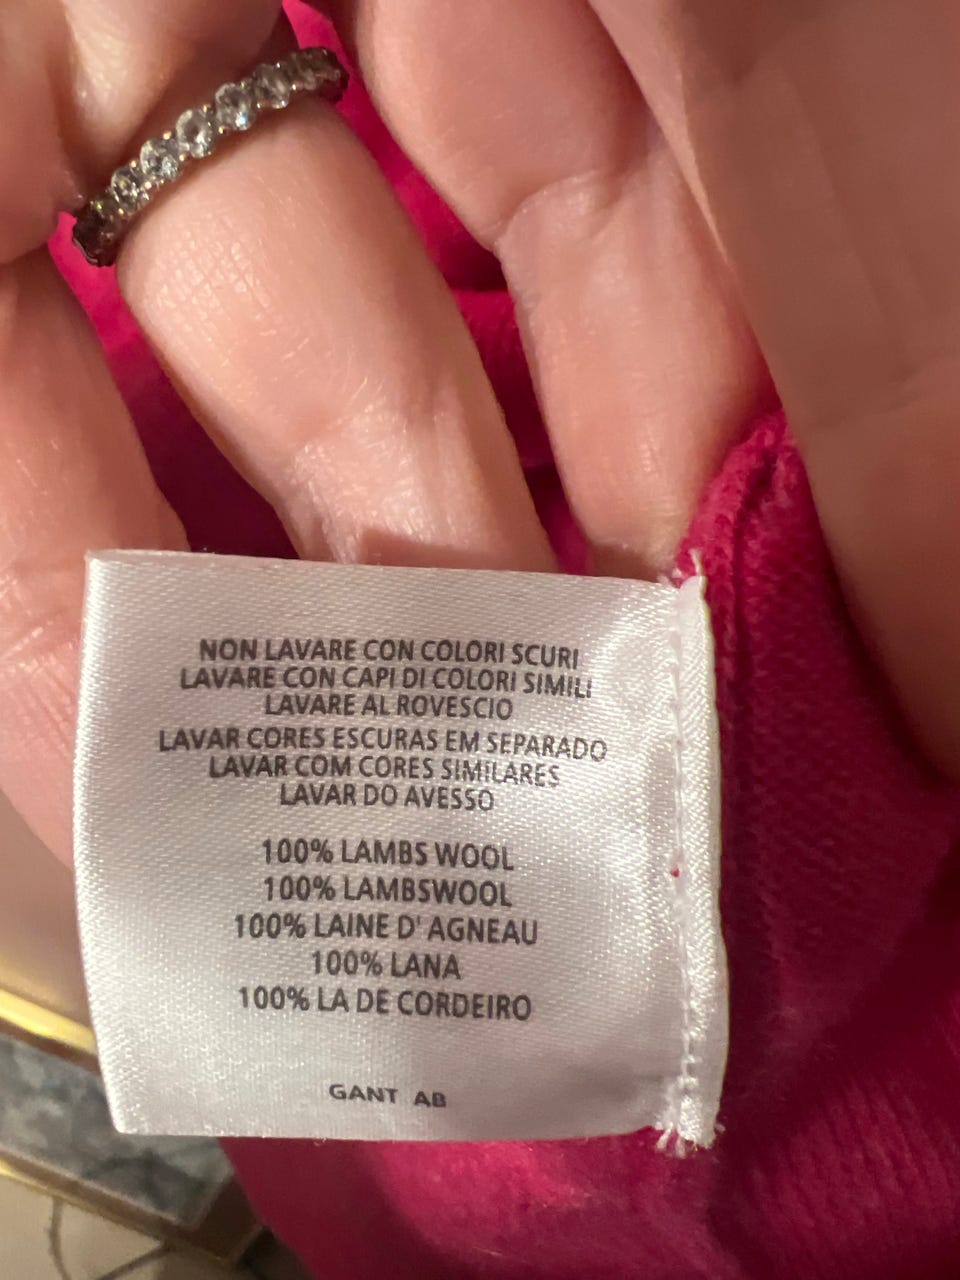 NON LAVARE CON COLORI SCURI
LAVARE CON CAPI DI COLORI SIMILI
LAVARE AL ROVESCIO
LAVAR CORES ESCURAS EM SEPARADO
LAVAR COM CORES SIMILARES
LAVAR DO AVESSO
100% LAMBS WOOL
100% LAMBSWOOL
100% LAINE D' AGNEAU
100% LANA
100% LA DE CORDEIRO
GANT AB